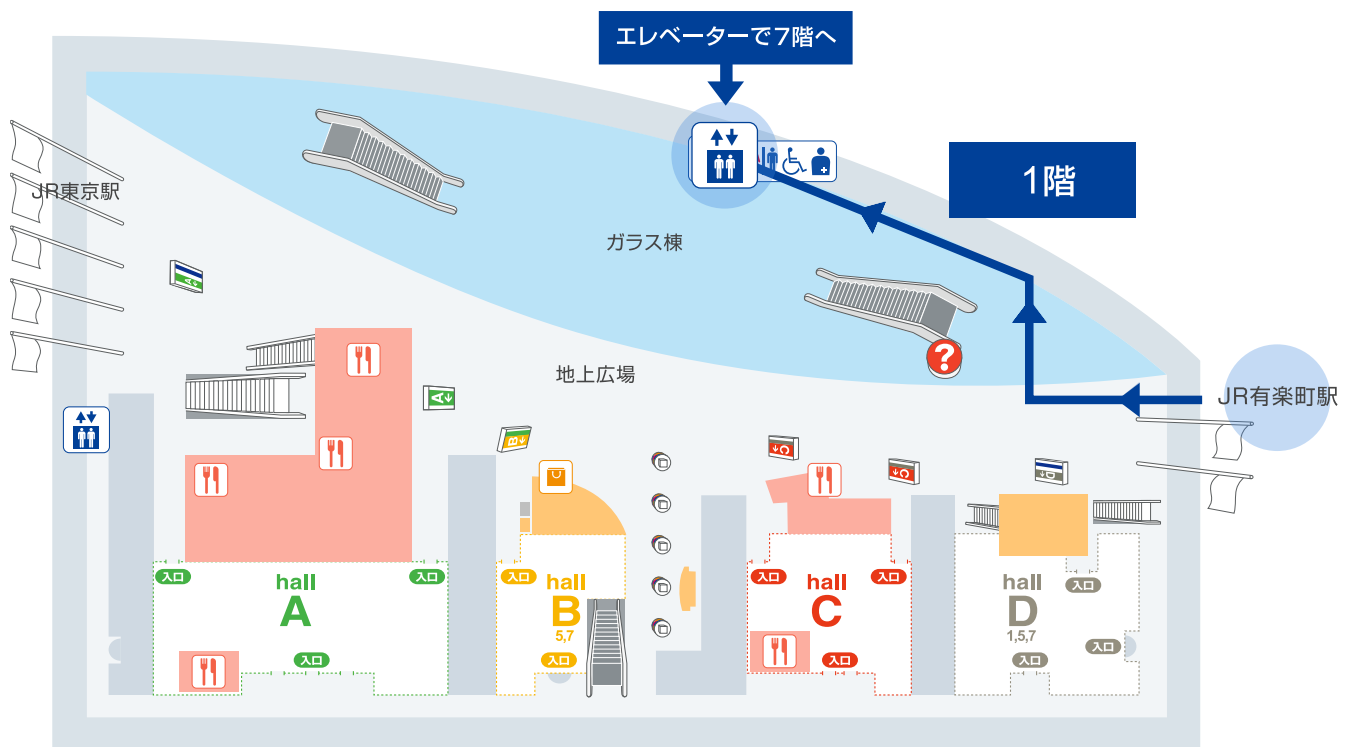 エレベーターで7階へ
1階
JR東京駅
ガラス棟
地上広場
JR有楽町駅
A
A
B
C
C
D
?
入口
入口
hall
A
入口
入口
hall
B
5,7
入口
入口
入口
hall
C
入口
hall
D
1,5,7
入口
入口
入口